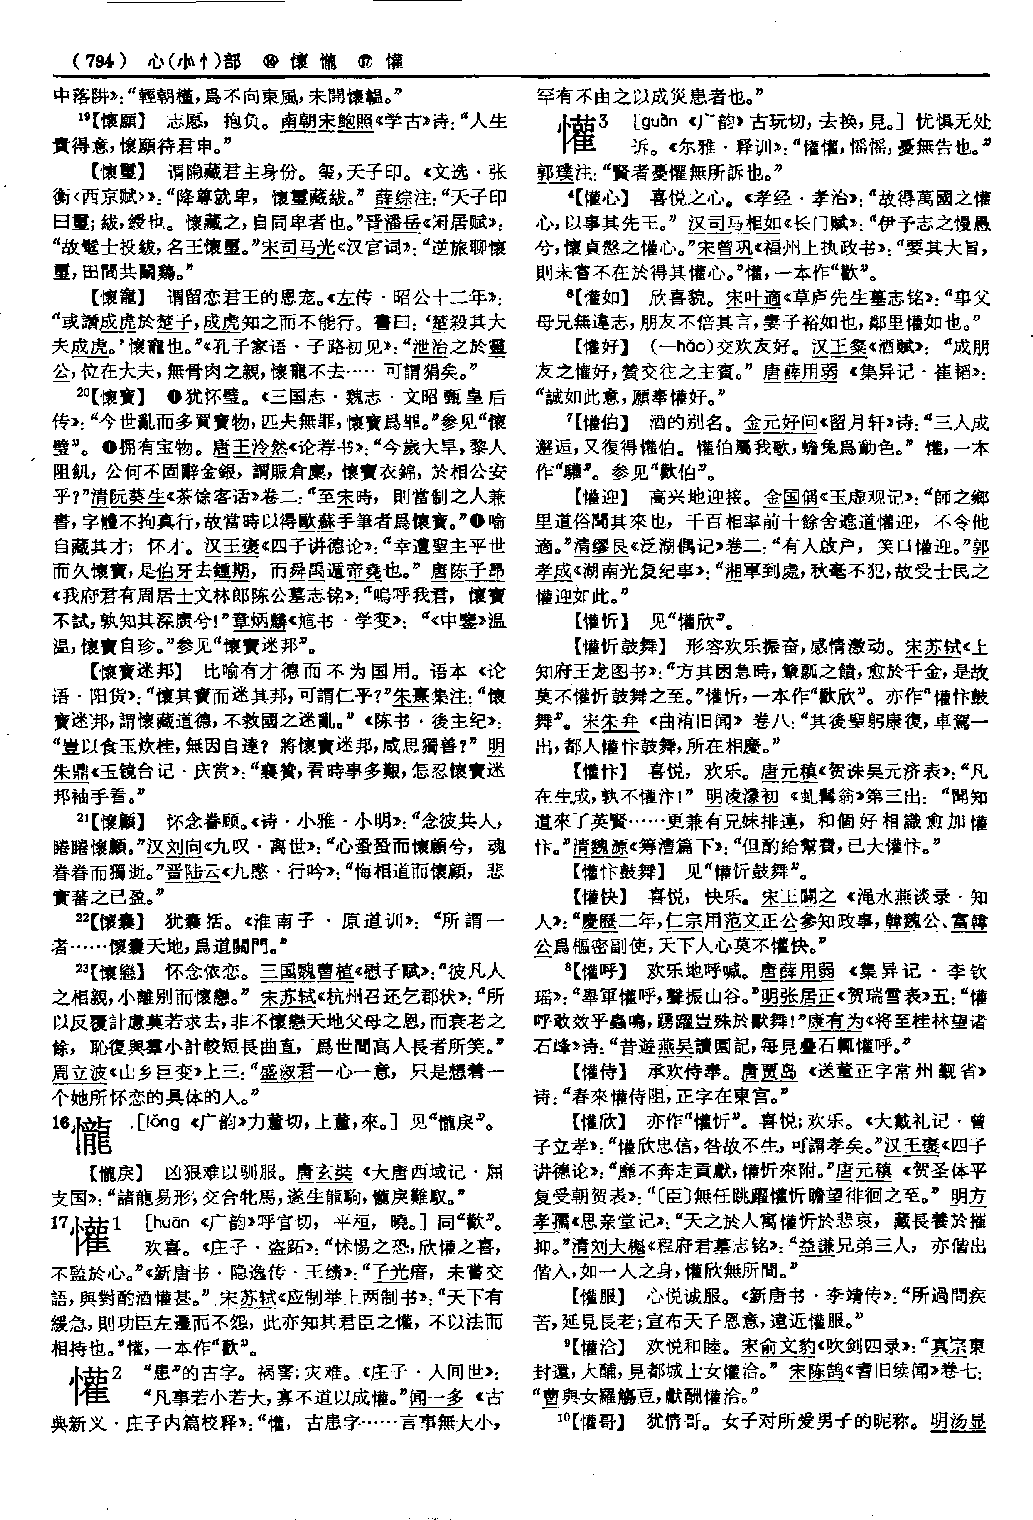 （794） 心（㣺忄）部 ⑯ 懷 㦕 ⑰ 懽
中落阱》：“輕朝槿，爲不向東風，未開懷韫。”
¹⁹【懷願】 志愿，抱负。南朝宋鲍照《学古》诗：“人生
貴得意，懷願待君申。”
【懷璽】 谓隐藏君主身份。玺，天子印。《文选·张
衡〈西京赋〉》：“降尊就卑，懷璽藏紱。”薛综注：“天子印
曰璽；紱，綬也。懷藏之，自同卑者也。”晋潘岳《闲居赋》：
“故髦士投紱，名王懷璽。”宋司马光《汉宫词》：“逆旅聊懷
璽，田間共鬭鷄。”
【懷寵】 谓留恋君王的恩宠。《左传·昭公十二年》：
“或譖成虎於楚子，成虎知之而不能行。書曰：‘楚殺其大
夫成虎。’懷寵也。”《孔子家语·子路初见》：“泄治之於靈
公，位在大夫，無骨肉之親，懷寵不去……可謂狷矣。”
²⁰【懷寶】 ❶犹怀璧。《三国志·魏志·文昭甄皇后
传》：“今世亂而多買寶物，匹夫無罪，懷寶爲罪。”参见“懷
璧”。❷拥有宝物。唐王泠然《论荐书》：“今歲大旱，黎人
阻飢，公何不固辭金銀，請賑倉廩，懷寶衣錦，於相公安
乎？”清阮葵生《茶馀客话》卷二：“至宋時，則當制之人兼
書，字體不拘真行，故當時以得歐蘇手筆者爲懷寶。”❸喻
自藏其才；怀才。汉王褒《四子讲德论》：“幸遭聖主平世
而久懷寶，是伯牙去鍾期，而舜禹遁帝堯也。”唐陈子昂
《我府君有周居士文林郎陈公墓志铭》：“嗚呼我君，懷寶
不試，孰知其深廣兮！”章炳麟《訄书·学变》：“《中鑒》温
温，懷寶自珍。”参见“懷寶迷邦”。
【懷寶迷邦】 比喻有才德而不为国用。语本《论
语·阳货》：“懷其寶而迷其邦，可謂仁乎？”朱熹集注：“懷
寶迷邦，謂懷藏道德，不救國之迷亂。”《陈书·後主纪》：
“豈以食玉炊桂，無因自達？將懷寶迷邦，咸思獨善？”明
朱鼎《玉镜台记·庆赏》：“襄贊，看時事多艱，怎忍懷寶迷
邦袖手看。”
²¹【懷顧】 怀念眷顾。《诗·小雅·小明》：“念彼共人，
睠睠懷顧。”汉刘向《九叹·离世》：“心蛩蛩而懷顧兮，魂
眷眷而獨逝。”晋陆云《九愍·行吟》：“悔相道而懷顧，悲
實蕃之已盈。”
²²【懷囊】 犹囊括。《淮南子·原道训》：“所謂一
者……懷囊天地，爲道關門。”
²³【懷戀】 怀念依恋。三国魏曹植《慰子赋》：“彼凡人
之相親，小離别而懷戀。”宋苏轼《杭州召还乞郡状》：“所
以反覆計慮莫若求去，非不懷戀天地父母之恩，而衰老之
餘，恥復與羣小計較短長曲直，爲世間高人長者所笑。”
周立波《山乡巨变》上三：“盛淑君一心一意，只是想着一
个她所怀恋的具体的人。”
16㦕 [lǒng《广韵》力董切，上董，來。] 见“㦕戾”。
【㦕戾】 凶狠难以驯服。唐玄奘《大唐西域记·屈
支国》：“諸龍易形，交合牝馬，遂生龍駒，㦕戾難馭。”
17懽1 [huān《广韵》呼官切，平桓，曉。] 同“歡”。
欢喜。《庄子·盗跖》：“怵惕之恐，欣懽之喜，
不監於心。”《新唐书·隐逸传·王绩》：“子光瘖，未嘗交
語，與對酌酒懽甚。”宋苏轼《应制举上两制书》：“天下有
緩急，則功臣左遷而不怨，此亦知其君臣之懽，不以法而
相持也。”懽，一本作“歡”。
懽2 “患”的古字。祸害；灾难。《庄子·人间世》：
“凡事若小若大，寡不道以成懽。”闻一多《古
典新义·庄子内篇校释》：“懽，古患字……言事無大小，
罕有不由之以成災患者也。”
懽3 [guàn《广韵》古玩切，去换，見。] 忧惧无处
诉。《尔雅·释训》：“懽懽，愮愮，憂無告也。”
郭璞注：“賢者憂懼無所訴也。”
⁴【懽心】 喜悦之心。《孝经·孝治》：“故得萬國之懽
心，以事其先王。”汉司马相如《长门赋》：“伊予志之慢愚
兮，懷貞愨之懽心。”宋曾巩《福州上执政书》：“要其大旨，
則未嘗不在於得其懽心。”懽，一本作“歡”。
⁶【懽如】 欣喜貌。宋叶適《草庐先生墓志铭》：“事父
母兄無違志，朋友不倍其言，妻子裕如也，鄰里懽如也。”
【懽好】 （—hǎo）交欢友好。汉王粲《酒赋》：“成朋
友之懽好，贊交往之主賓。”唐薛用弱《集异记·崔韬》：
“誠如此意，願奉懽好。”
⁷【懽伯】 酒的别名。金元好问《留月轩》诗：“三人成
邂逅，又復得懽伯。懽伯屬我歌，蟾兔爲動色。”懽，一本
作“驩”。参见“歡伯”。
【懽迎】 高兴地迎接。金国偁《玉虚观记》：“師之鄉
里道俗聞其來也，千百相率前十餘舍遮道懽迎，不令他
適。”清缪艮《泛湖偶记》卷二：“有人啟户，笑口懽迎。”郭
孝成《湖南光复纪事》：“湘軍到處，秋毫不犯，故受士民之
懽迎如此。”
【懽忻】 见“懽欣”。
【懽忻鼓舞】 形容欢乐振奋，感情激动。宋苏轼《上
知府王龙图书》：“方其困急時，簞瓢之饋，愈於千金，是故
莫不懽忻鼓舞之至。”懽忻，一本作“歡欣”。亦作“懽忭鼓
舞”。宋朱弁《曲洧旧闻》卷八：“其後聖躬康復，車駕一
出，都人懽忭鼓舞，所在相慶。”
【懽忭】 喜悦，欢乐。唐元稹《贺诛吴元济表》：“凡
在生成，孰不懽忭！”明凌濛初《虬髯翁》第三出：“聞知
道來了英賢……更兼有兄妹排連，和個好相識愈加懽
忭。”清魏源《筹漕篇下》：“但酌給幫費，已大懽忭。”
【懽忭鼓舞】 见“懽忻鼓舞”。
【懽快】 喜悦，快乐。宋王闢之《渑水燕谈录·知
人》：“慶歷二年，仁宗用范文正公參知政事，韓魏公、富韓
公爲樞密副使，天下人心莫不懽快。”
⁸【懽呼】 欢乐地呼喊。唐薛用弱《集异记·李钦
瑶》：“舉軍懽呼，聲振山谷。”明张居正《贺瑞雪表》五：“懽
呼敢效乎蟲鳴，踴躍豈殊於獸舞！”康有为《将至桂林望诸
石峰》诗：“昔遊燕吴讀園記，每見疊石輒懽呼。”
【懽侍】 承欢侍奉。唐贾岛《送董正字常州觐省》
诗：“春來懽侍阻，正字在東宫。”
【懽欣】 亦作“懽忻”。喜悦；欢乐。《大戴礼记·曾
子立孝》：“懽欣忠信，咎故不生，可謂孝矣。”汉王褒《四子
讲德论》：“靡不奔走貢獻，懽忻來附。”唐元稹《贺圣体平
复受朝贺表》：“〔臣〕無任跳躍懽忻瞻望徘徊之至。”明方
孝孺《思亲堂记》：“天之於人寓懽忻於悲哀，藏長養於摧
抑。”清刘大櫆《程府君墓志铭》：“益謙兄弟三人，亦偕出
偕入，如一人之身，懽欣無所間。”
【懽服】 心悦诚服。《新唐书·李靖传》：“所過問疾
苦，延見長老；宣布天子恩意，遠近懽服。”
⁹【懽洽】 欢悦和睦。宋俞文豹《吹剑四录》：“真宗東
封還，大酺，見都城士女懽洽。”宋陈鹄《耆旧续闻》卷七：
“曹與女羅觴豆，獻酬懽洽。”
¹⁰【懽哥】 犹情哥。女子对所爱男子的昵称。明汤显